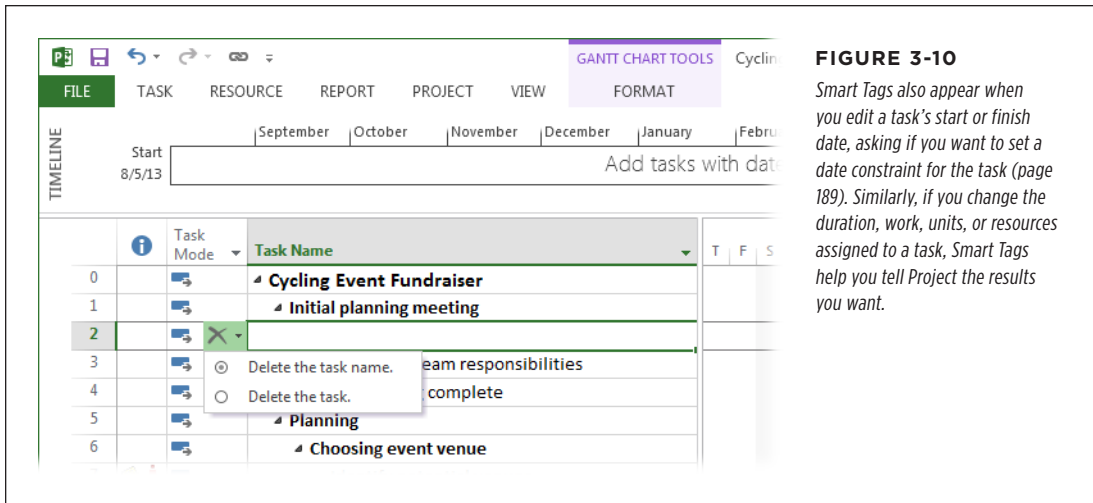 GANTT CHART TOOLS
FILE TASK RESOURCE REPORT PROJECT VIEW FORMAT
TIMELINE
September October November December January
Start
8/5/13
Add tasks with
Task
Mode
Task Name
T F S
0 Cycling Event Fundraiser
1 Initial planning meeting
2
3 eam responsibilities
Delete the task name.
4 complete
Delete the task.
5 Planning
6 Choosing event venue
FIGURE 3-10
Smart Tags also appear when
you edit a task's start or finish
date, asking if you want to set a
date constraint for the task (page
189). Similarly, if you change the
duration, work, units, or resources
assigned to a task, Smart Tags
help you tell Project the results
you want.